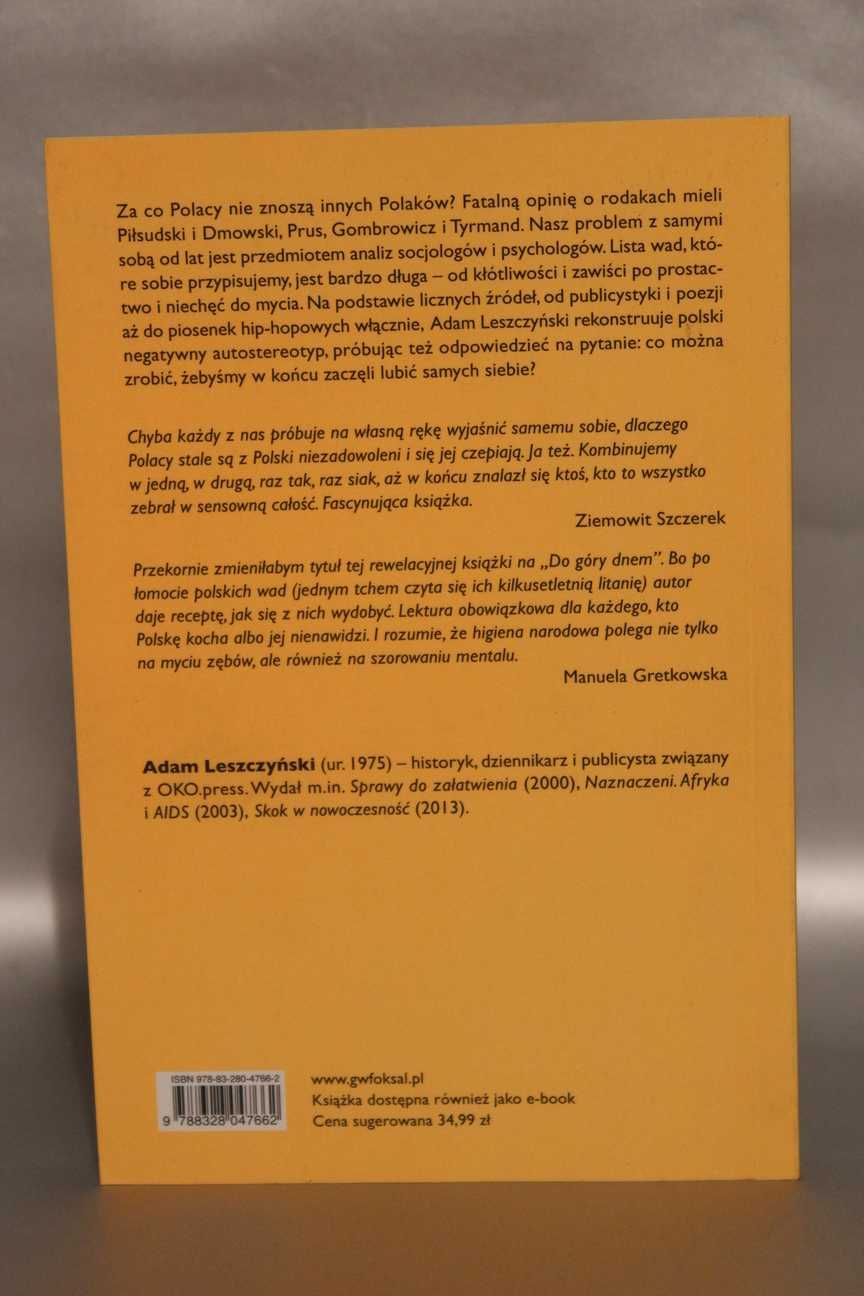 Za co Polacy nie znoszą innych Polaków? Fatalną opinię o rodakach mieli
Piłsudski i Dmowski, Prus, Gombrowicz i Tyrmand. Nasz problem z samymi
sobą od lat jest przedmiotem analiz socjologów i psychologów. Lista wad, któ-
re sobie przypisujemy, jest bardzo długa – od kłótliwości i zawiści po prostac-
two i niechęć do mycia. Na podstawie licznych źródeł, od publicystyki i poezji
aż do piosenek hip-hopowych włącznie, Adam Leszczyński rekonstruuje polski
negatywny autostereotyp, próbując też odpowiedzieć na pytanie: co można
zrobić, żebyśmy w końcu zaczęli lubić samych siebie?
Chyba każdy z nas próbuje na własną rękę wyjaśnić samemu sobie, dlaczego
Polacy stale są z Polski niezadowoleni i się jej czepiają. Ja też. Kombinujemy
w jedną, w drugą, raz tak, raz siak, aż w końcu znalazł się ktoś, kto to wszystko
zebrał w sensowną całość. Fascynująca książka.
Ziemowit Szczerek
Przekornie zmieniłabym tytuł tej rewelacyjnej książki na „Do góry dnem”. Bo po
łomocie polskich wad (jednym tchem czyta się ich kilkusetletnią litanię) autor
daje receptę, jak się z nich wydobyć. Lektura obowiązkowa dla każdego, kto
Polskę kocha albo jej nienawidzi. I rozumie, że higiena narodowa polega nie tylko
na myciu zębów, ale również na szorowaniu mentalu.
Manuela Gretkowska
Adam Leszczyński (ur. 1975) – historyk, dziennikarz i publicysta związany
z OKO.press. Wydał m.in. Sprawy do załatwienia (2000), Naznaczeni. Afryka
i AIDS (2003), Skok w nowoczesność (2013).
ISBN 978-83-280-4766-2
9 788328 047662
www.gwfoksal.pl
Książka dostępna również jako e-book
Cena sugerowana 34,99 zł